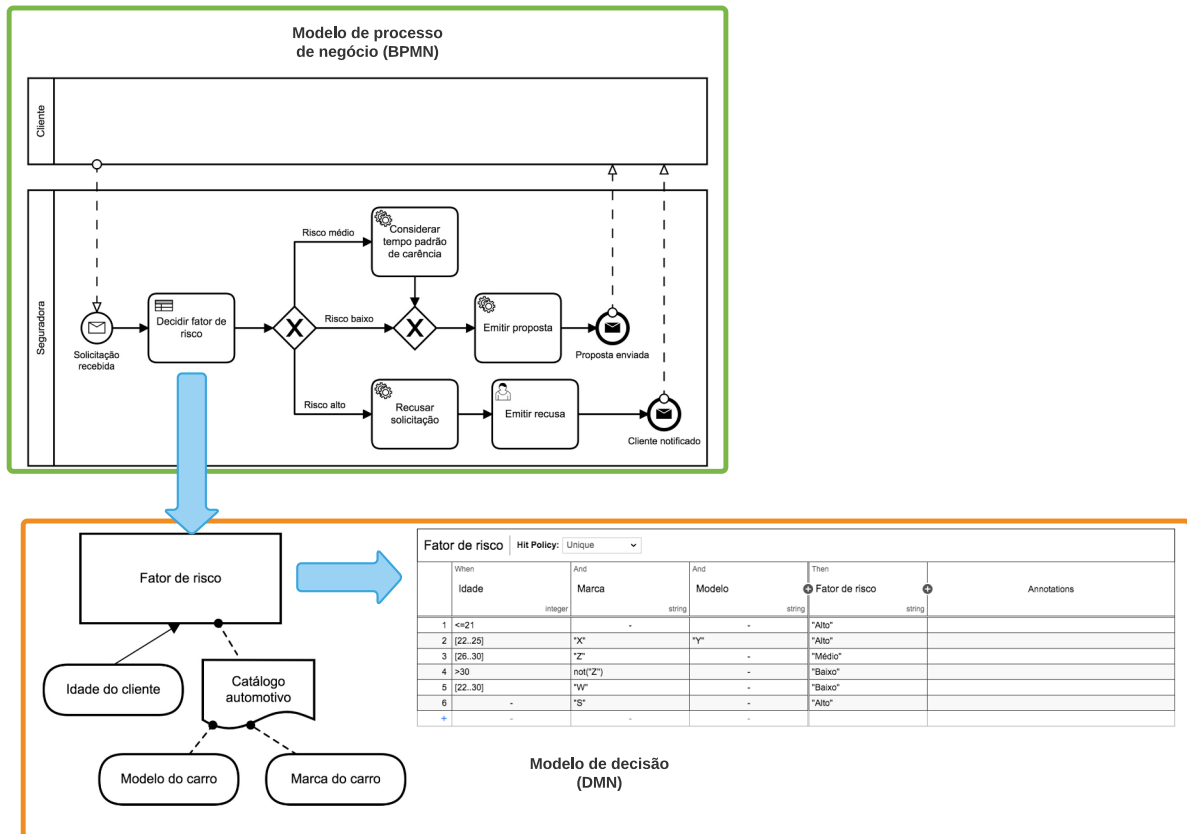 Modelo de processo
de negócio (BPMN)
Cliente
Seguradora
Solicitação
recebida
Decidir fator de
risco
Risco médio
Risco baixo
Risco alto
Considerar
tempo padrão
de carência
X
X
Emitir proposta
Proposta enviada
Recusar
solicitação
Emitir recusa
Cliente notificado
Fator de risco
Idade do cliente
Catálogo
automotivo
Modelo do carro
Marca do carro
Fator de risco Hit Policy: Unique
When And And Then
Idade Marca Modelo + Fator de risco + Annotations
integer string string string
1 <=21 - - "Alto"
2 [22..25] "X" "Y" "Alto"
3 [26..30] "Z" - "Médio"
4 >30 not("Z") - "Baixo"
5 [22..30] "W" - "Baixo"
6 - "S" - "Alto"
+ - - -
Modelo de decisão
(DMN)